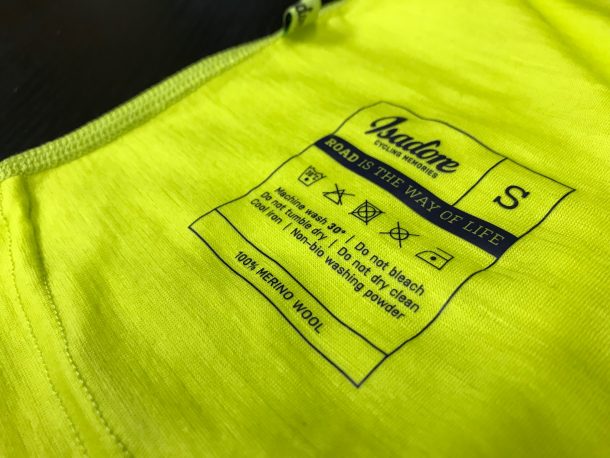 Isadore
CYCLING MEMORIES
S
ROAD IS THE WAY OF LIFE
Machine wash 30° | Do not bleach
Do not tumble dry | Do not dry clean
Cool iron | Non-bio washing powder
100% MERINO WOOL